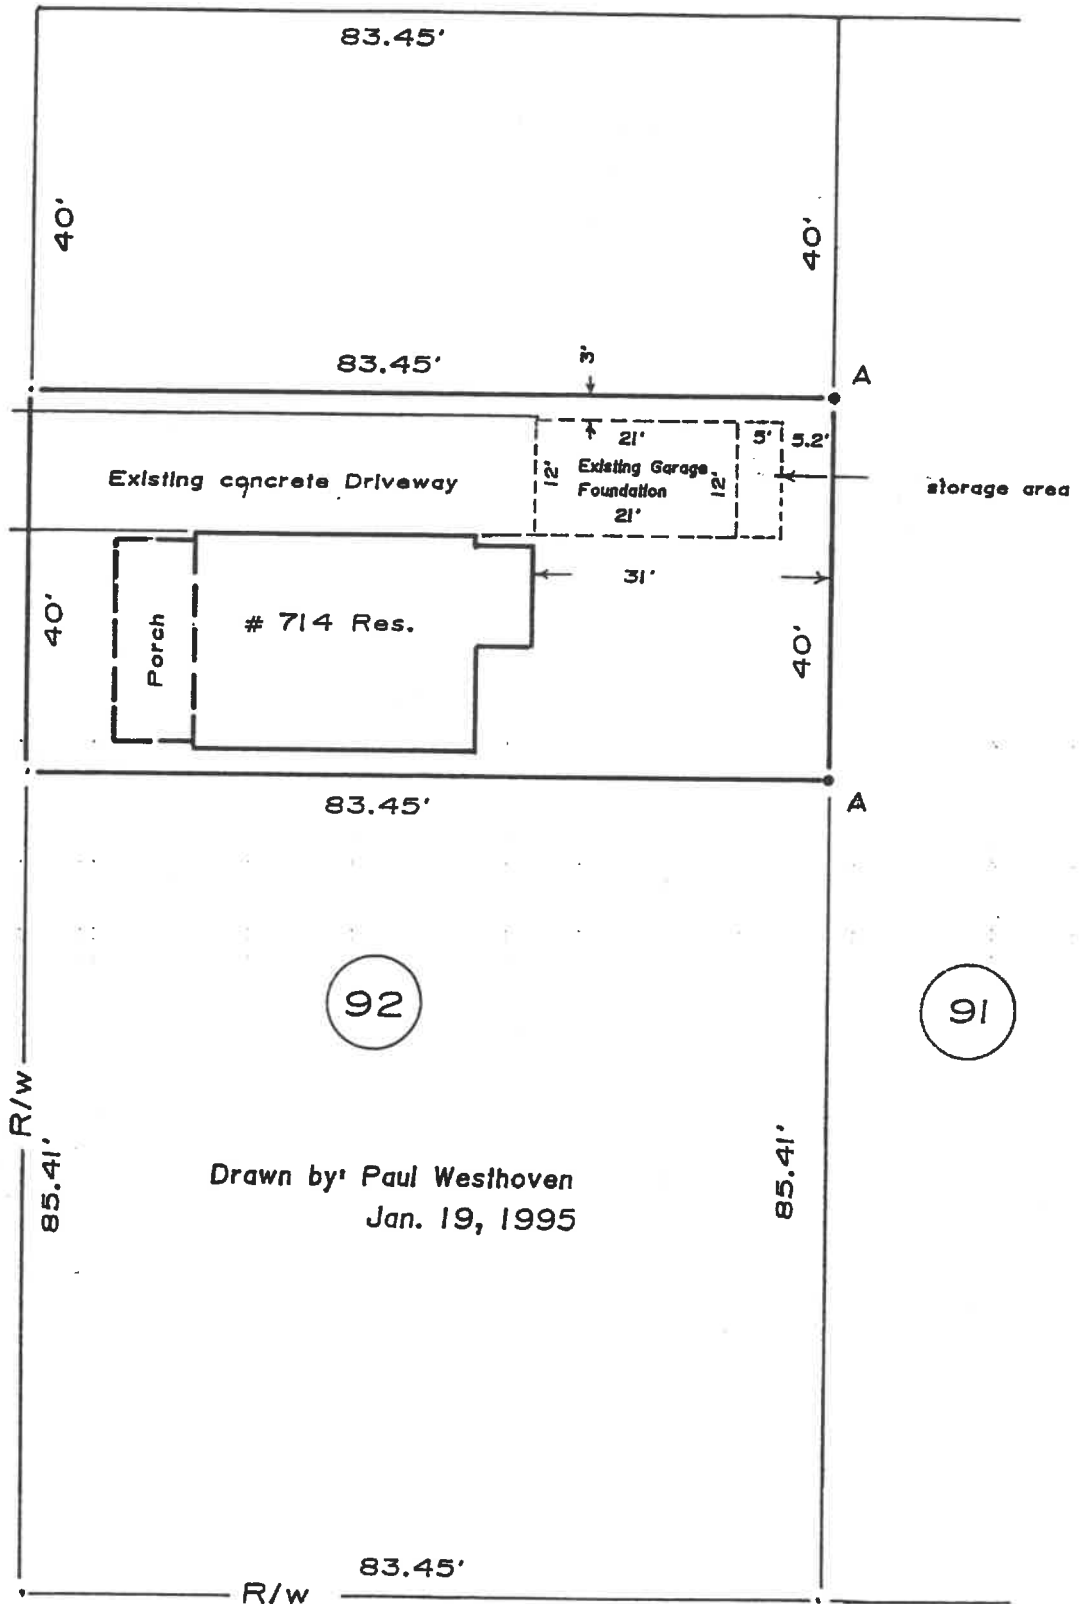 83.45'
40'
40'
83.45'
3'
A
21'
5'
5.2'
Existing concrete Driveway
12'
Existing Garage
Foundation
12'
storage area
21'
31'
40'
Porch
# 714 Res.
40'
83.45'
A
92
91
R/w
85.41'
85.41'
Drawn by: Paul Westhoven
Jan. 19, 1995
83.45'
R/w